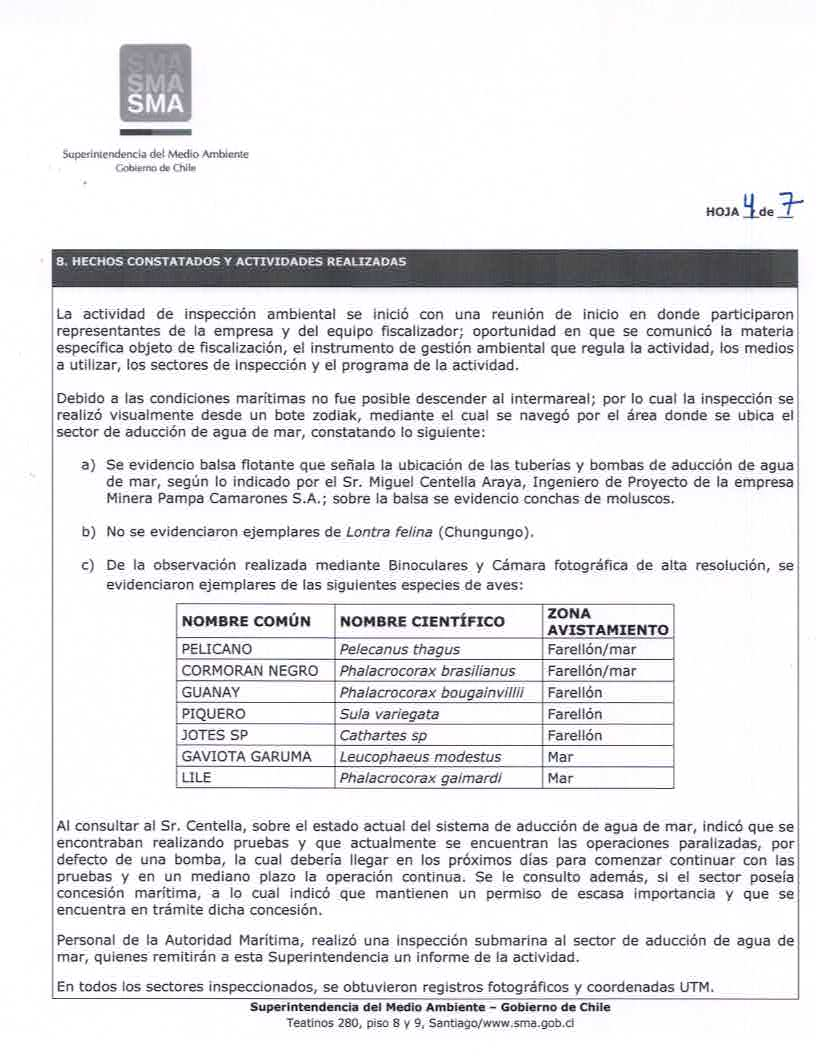 SMA
SMA
SMA
Superintendencia del Medio Ambiente
Gobierno de Chile
HOJA 4 de 7
8. HECHOS CONSTATADOS Y ACTIVIDADES REALIZADAS
La actividad de inspección ambiental se inició con una reunión de inicio en donde participaron
representantes de la empresa y del equipo fiscalizador; oportunidad en que se comunicó la materia
específica objeto de fiscalización, el instrumento de gestión ambiental que regula la actividad, los medios
a utilizar, los sectores de inspección y el programa de la actividad.
Debido a las condiciones marítimas no fue posible descender al intermareal; por lo cual la inspección se
realizó visualmente desde un bote zodiak, mediante el cual se navegó por el área donde se ubica el
sector de aducción de agua de mar, constatando lo siguiente:
a) Se evidencio balsa flotante que señala la ubicación de las tuberías y bombas de aducción de agua
de mar, según lo indicado por el Sr. Miguel Centella Araya, Ingeniero de Proyecto de la empresa
Minera Pampa Camarones S.A.; sobre la balsa se evidencio conchas de moluscos.
b) No se evidenciaron ejemplares de Lontra felina (Chungungo).
c) De la observación realizada mediante Binoculares y Cámara fotográfica de alta resolución, se
evidenciaron ejemplares de las siguientes especies de aves:
NOMBRE COMÚN NOMBRE CIENTÍFICO ZONA AVISTAMIENTO
PELICANO Pelecanus thagus Farellón/mar
CORMORAN NEGRO Phalacrocorax brasilianus Farellón/mar
GUANAY Phalacrocorax bougainvillii Farellón
PIQUERO Sula variegata Farellón
JOTES SP Cathartes sp Farellón
GAVIOTA GARUMA Leucophaeus modestus Mar
LILE Phalacrocorax gaimardi Mar
Al consultar al Sr. Centella, sobre el estado actual del sistema de aducción de agua de mar, indicó que se
encontraban realizando pruebas y que actualmente se encuentran las operaciones paralizadas, por
defecto de una bomba, la cual debería llegar en los próximos días para comenzar continuar con las
pruebas y en un mediano plazo la operación continua. Se le consulto además, si el sector poseía
concesión marítima, a lo cual indicó que mantienen un permiso de escasa importancia y que se
encuentra en trámite dicha concesión.
Personal de la Autoridad Marítima, realizó una inspección submarina al sector de aducción de agua de
mar, quienes remitirán a esta Superintendencia un informe de la actividad.
En todos los sectores inspeccionados, se obtuvieron registros fotográficos y coordenadas UTM.
Superintendencia del Medio Ambiente – Gobierno de Chile
Teatinos 280, piso 8 y 9, Santiago/www.sma.gob.cl